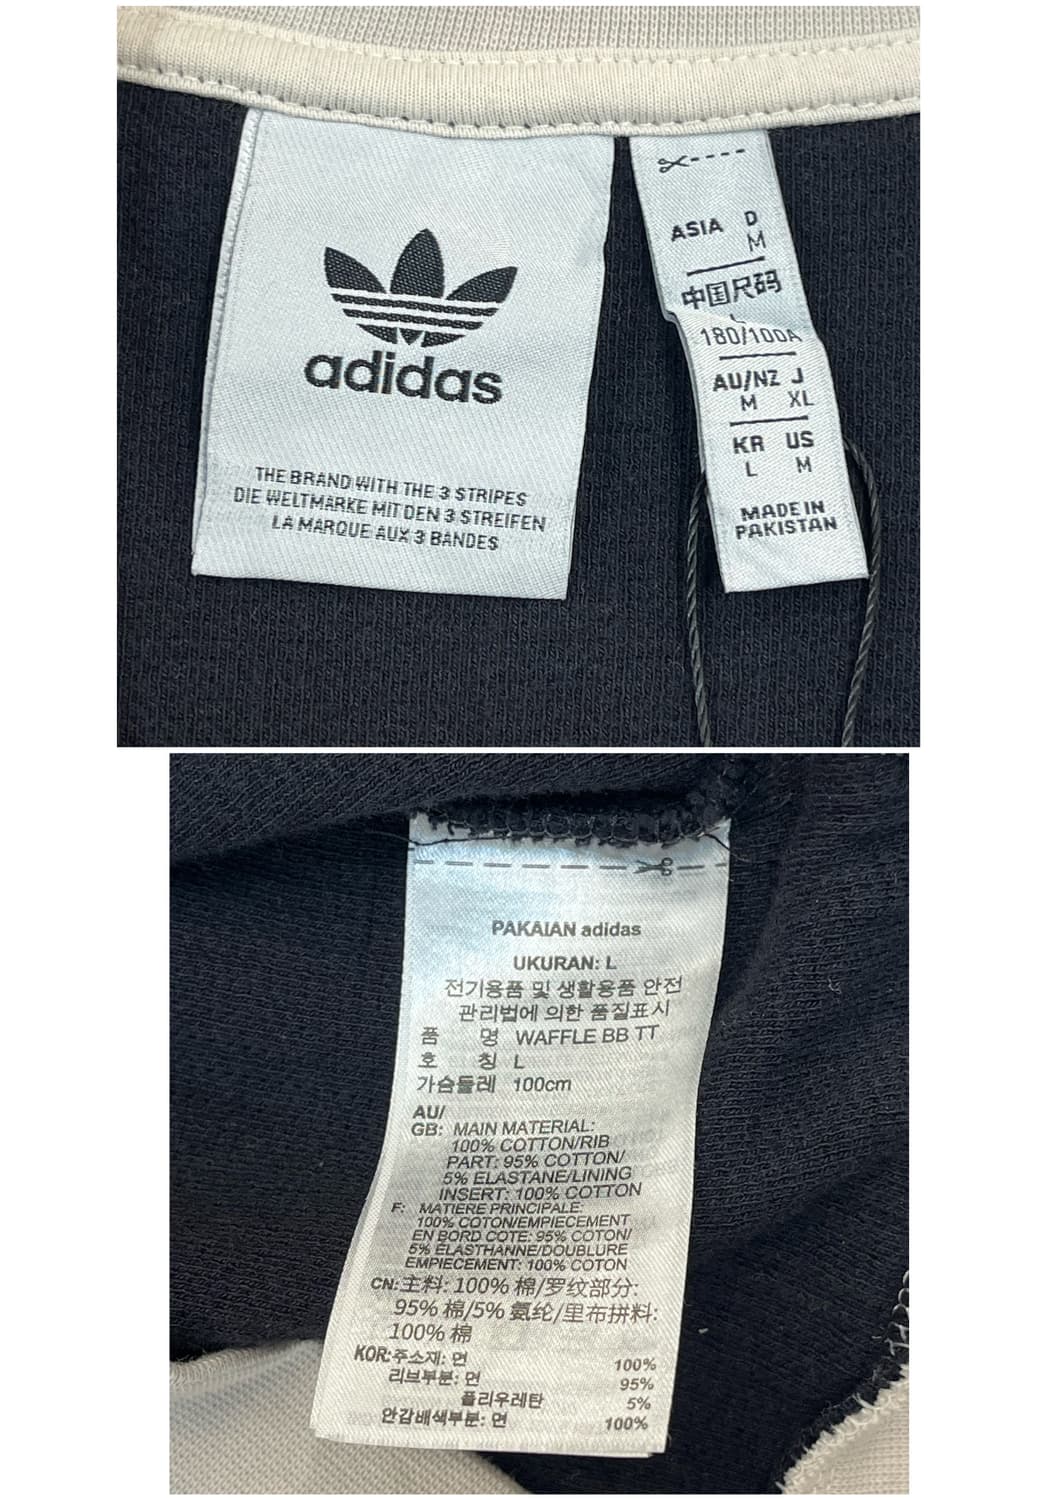 adidas
THE BRAND WITH THE 3 STRIPES
DIE WELTMARKE MIT DEN 3 STREIFEN
LA MARQUE AUX 3 BANDES
ASIA D
M
中国尺码
L
180/100A
AU/NZ J
M XL
KR US
L M
MADE IN
PAKISTAN
PAKAIAN adidas
UKURAN: L
전기용품 및 생활용품 안전
관리법에 의한 품질표시
품 명 WAFFLE BB TT
호 칭 L
가슴둘레 100cm
AU/
GB: MAIN MATERIAL:
100% COTTON/RIB
PART: 95% COTTON/
5% ELASTANE/LINING
INSERT: 100% COTTON
F: MATIERE PRINCIPALE:
100% COTON/EMPIECEMENT
EN BORD COTE: 95% COTON/
5% ELASTHANNE/DOUBLURE
EMPIECEMENT: 100% COTON
CN: 主料: 100% 棉/罗纹部分:
95% 棉/5% 氨纶/里布拼料:
100% 棉
KOR: 주소재: 면 100%
리브부분: 면 95%
폴리우레탄 5%
안감배색부분: 면 100%